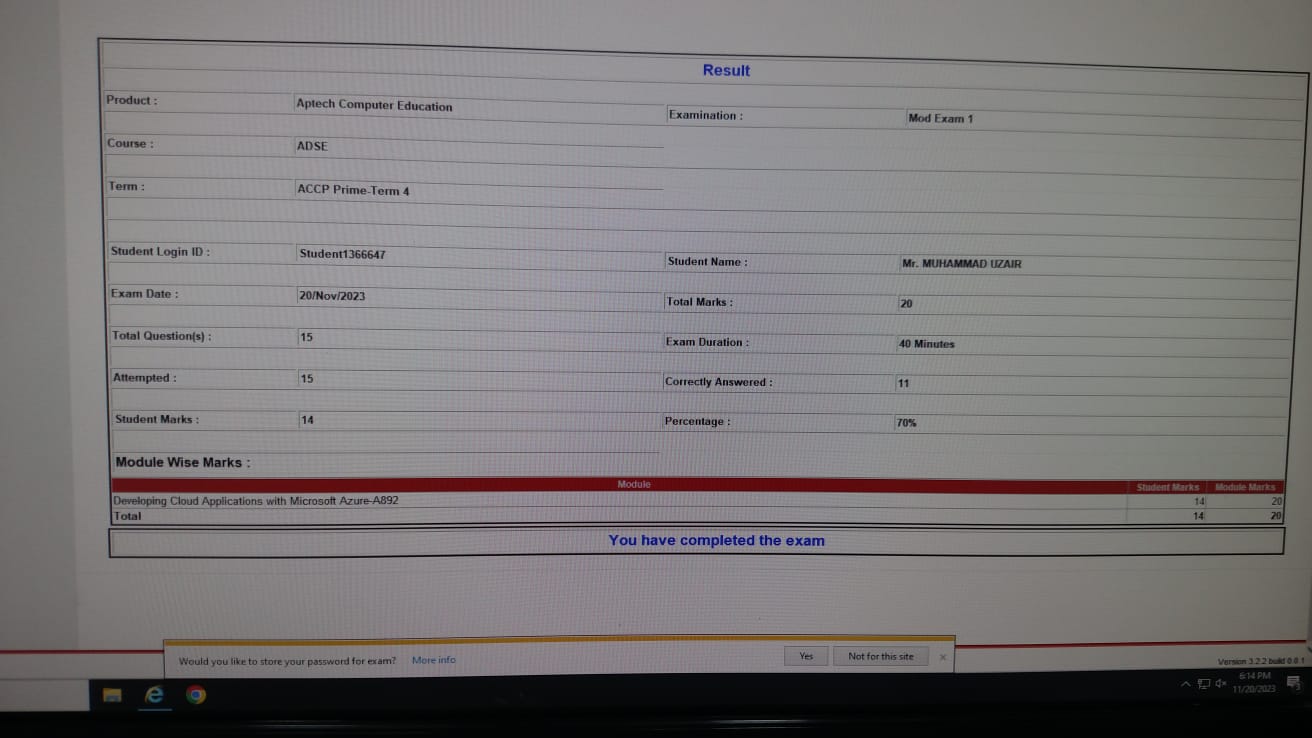 Result
Product : Aptech Computer Education Examination : Mod Exam 1
Course : ADSE
Term : ACCP Prime-Term 4
Student Login ID : Student1366647 Student Name : Mr. MUHAMMAD UZAIR
Exam Date : 20/Nov/2023 Total Marks : 20
Total Question(s) : 15 Exam Duration : 40 Minutes
Attempted : 15 Correctly Answered : 11
Student Marks : 14 Percentage : 70%
Module Wise Marks :
Module Student Marks Module Marks
Developing Cloud Applications with Microsoft Azure-A892 14 20
Total 14 20
You have completed the exam
Would you like to store your password for exam? More info Yes Not for this site
Version 3.2.2 build 0.0.1
6:14 PM
11/20/2023
3